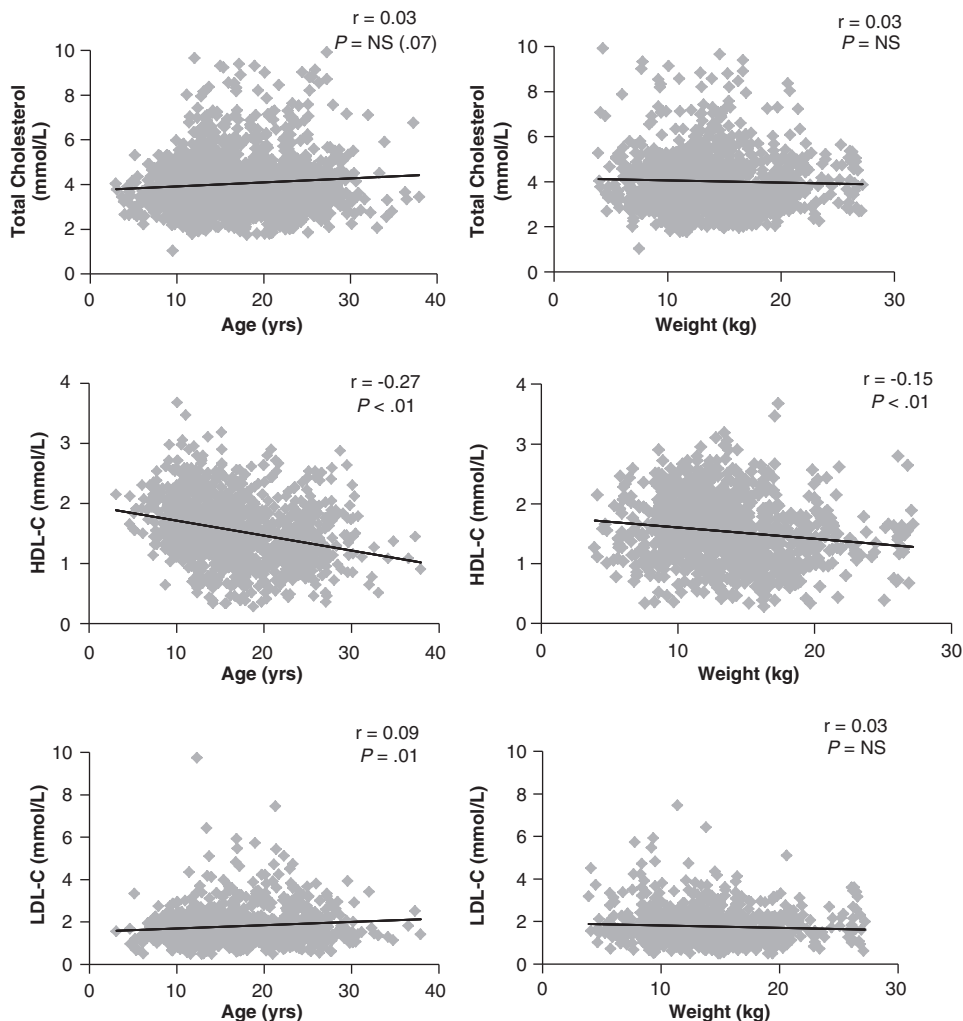 r = 0.03
P = NS (.07)
Total Cholesterol
(mmol/L)
10
8
6
4
2
0
0 10 20 30 40
Age (yrs)
r = 0.03
P = NS
Total Cholesterol
(mmol/L)
10
8
6
4
2
0
0 10 20 30
Weight (kg)
r = -0.27
P < .01
HDL-C (mmol/L)
4
3
2
1
0
0 10 20 30 40
Age (yrs)
r = -0.15
P < .01
HDL-C (mmol/L)
4
3
2
1
0
0 10 20 30
Weight (kg)
r = 0.09
P = .01
LDL-C (mmol/L)
10
8
6
4
2
0
0 10 20 30 40
Age (yrs)
r = 0.03
P = NS
LDL-C (mmol/L)
10
8
6
4
2
0
0 10 20 30
Weight (kg)